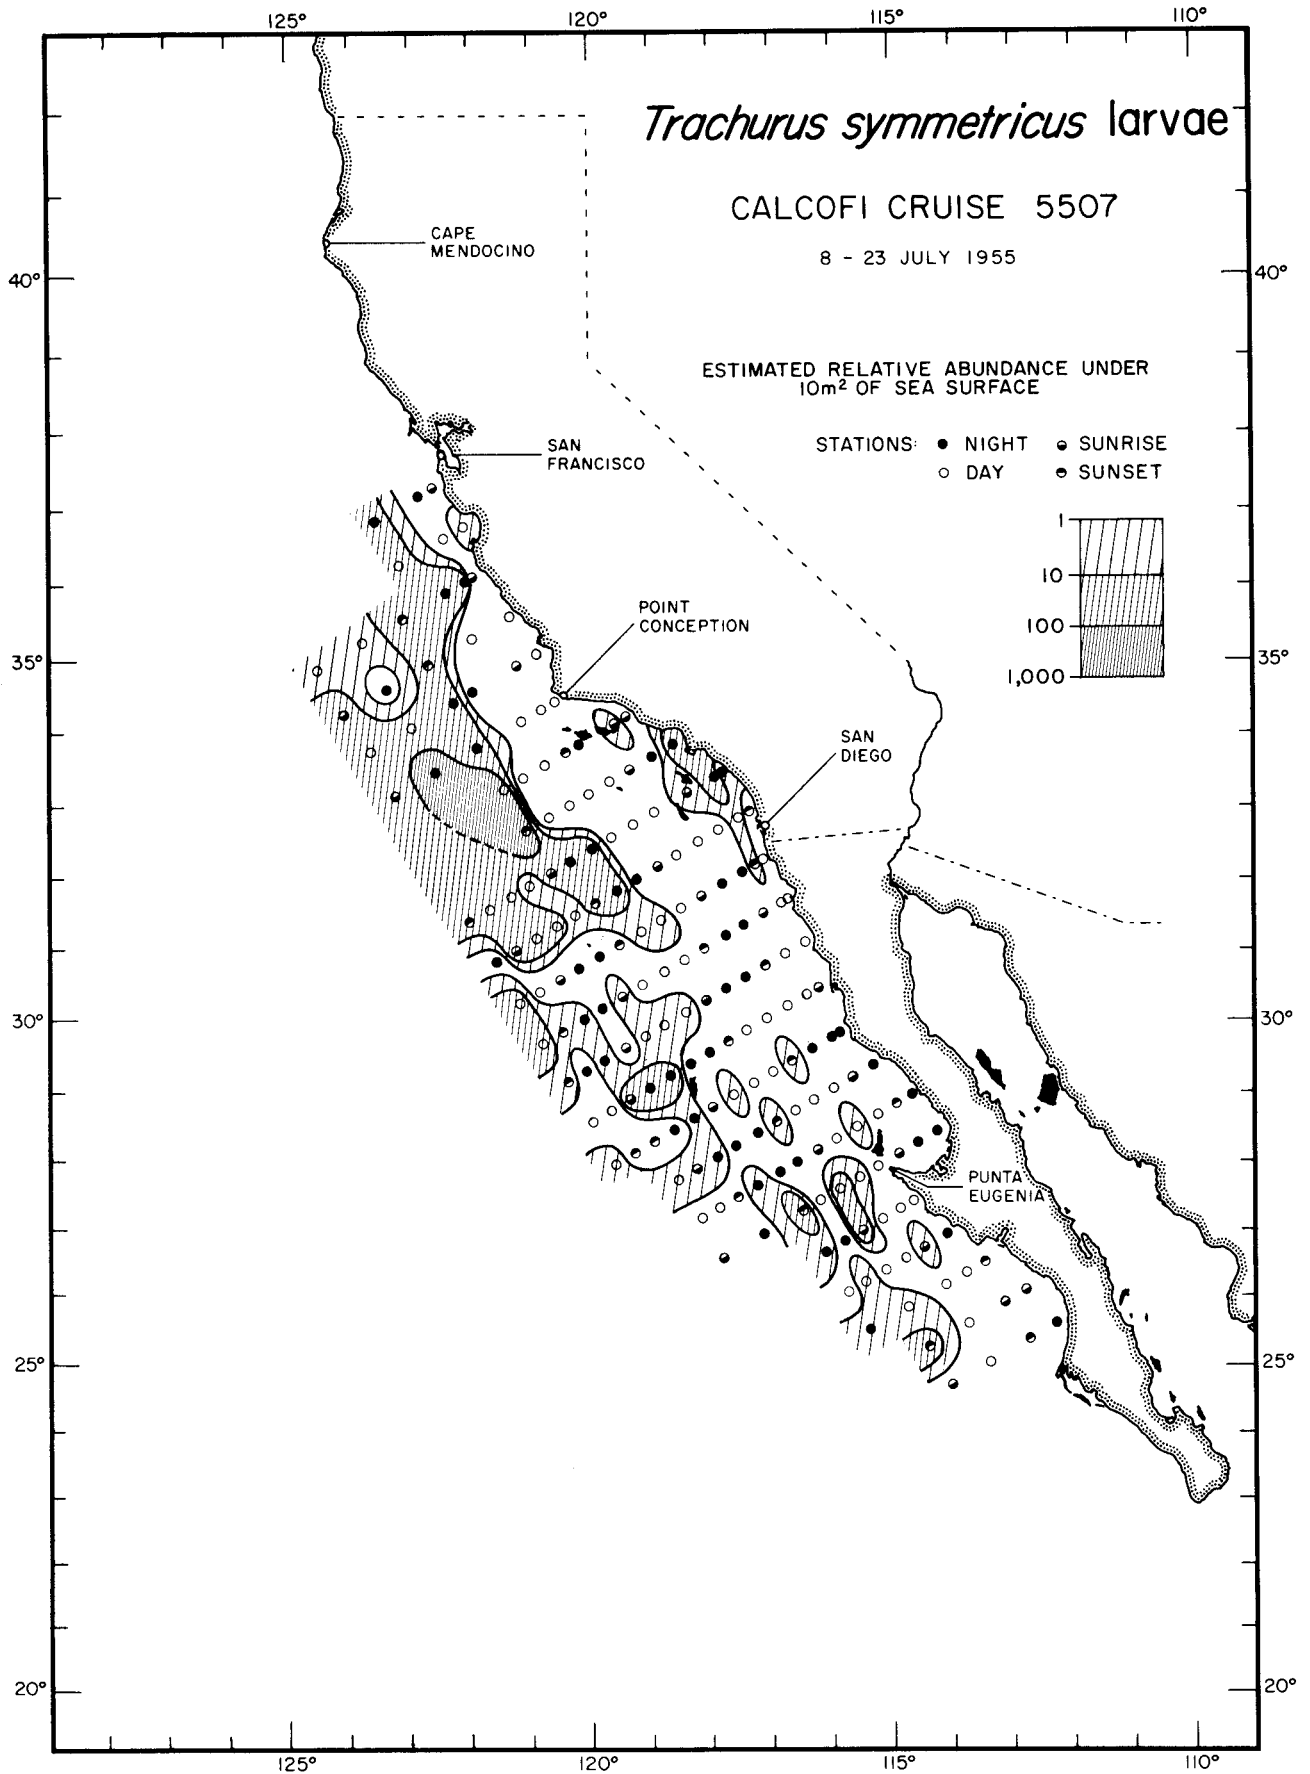 125° 120° 115° 110°
Trachurus symmetricus larvae
CALCOFI CRUISE 5507
8 - 23 JULY 1955
CAPE
MENDOCINO
40° 40°
ESTIMATED RELATIVE ABUNDANCE UNDER
10m² OF SEA SURFACE
STATIONS: NIGHT SUNRISE
DAY SUNSET
SAN
FRANCISCO
1
10
100
1,000
POINT
CONCEPTION
35° 35°
SAN
DIEGO
30° 30°
PUNTA
EUGENIA
25° 25°
20° 20°
125° 120° 115° 110°